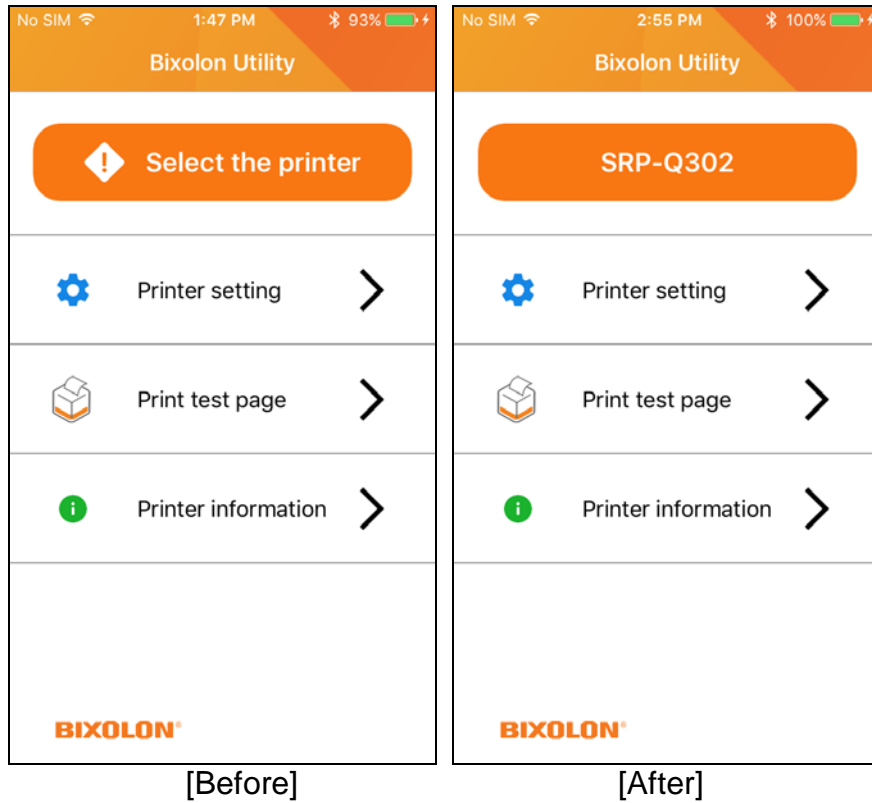 No SIM 1:47 PM 93%
Bixolon Utility
Select the printer
Printer setting
Print test page
Printer information
BIXOLON®
[Before]
No SIM 2:55 PM 100%
Bixolon Utility
SRP-Q302
Printer setting
Print test page
Printer information
BIXOLON®
[After]